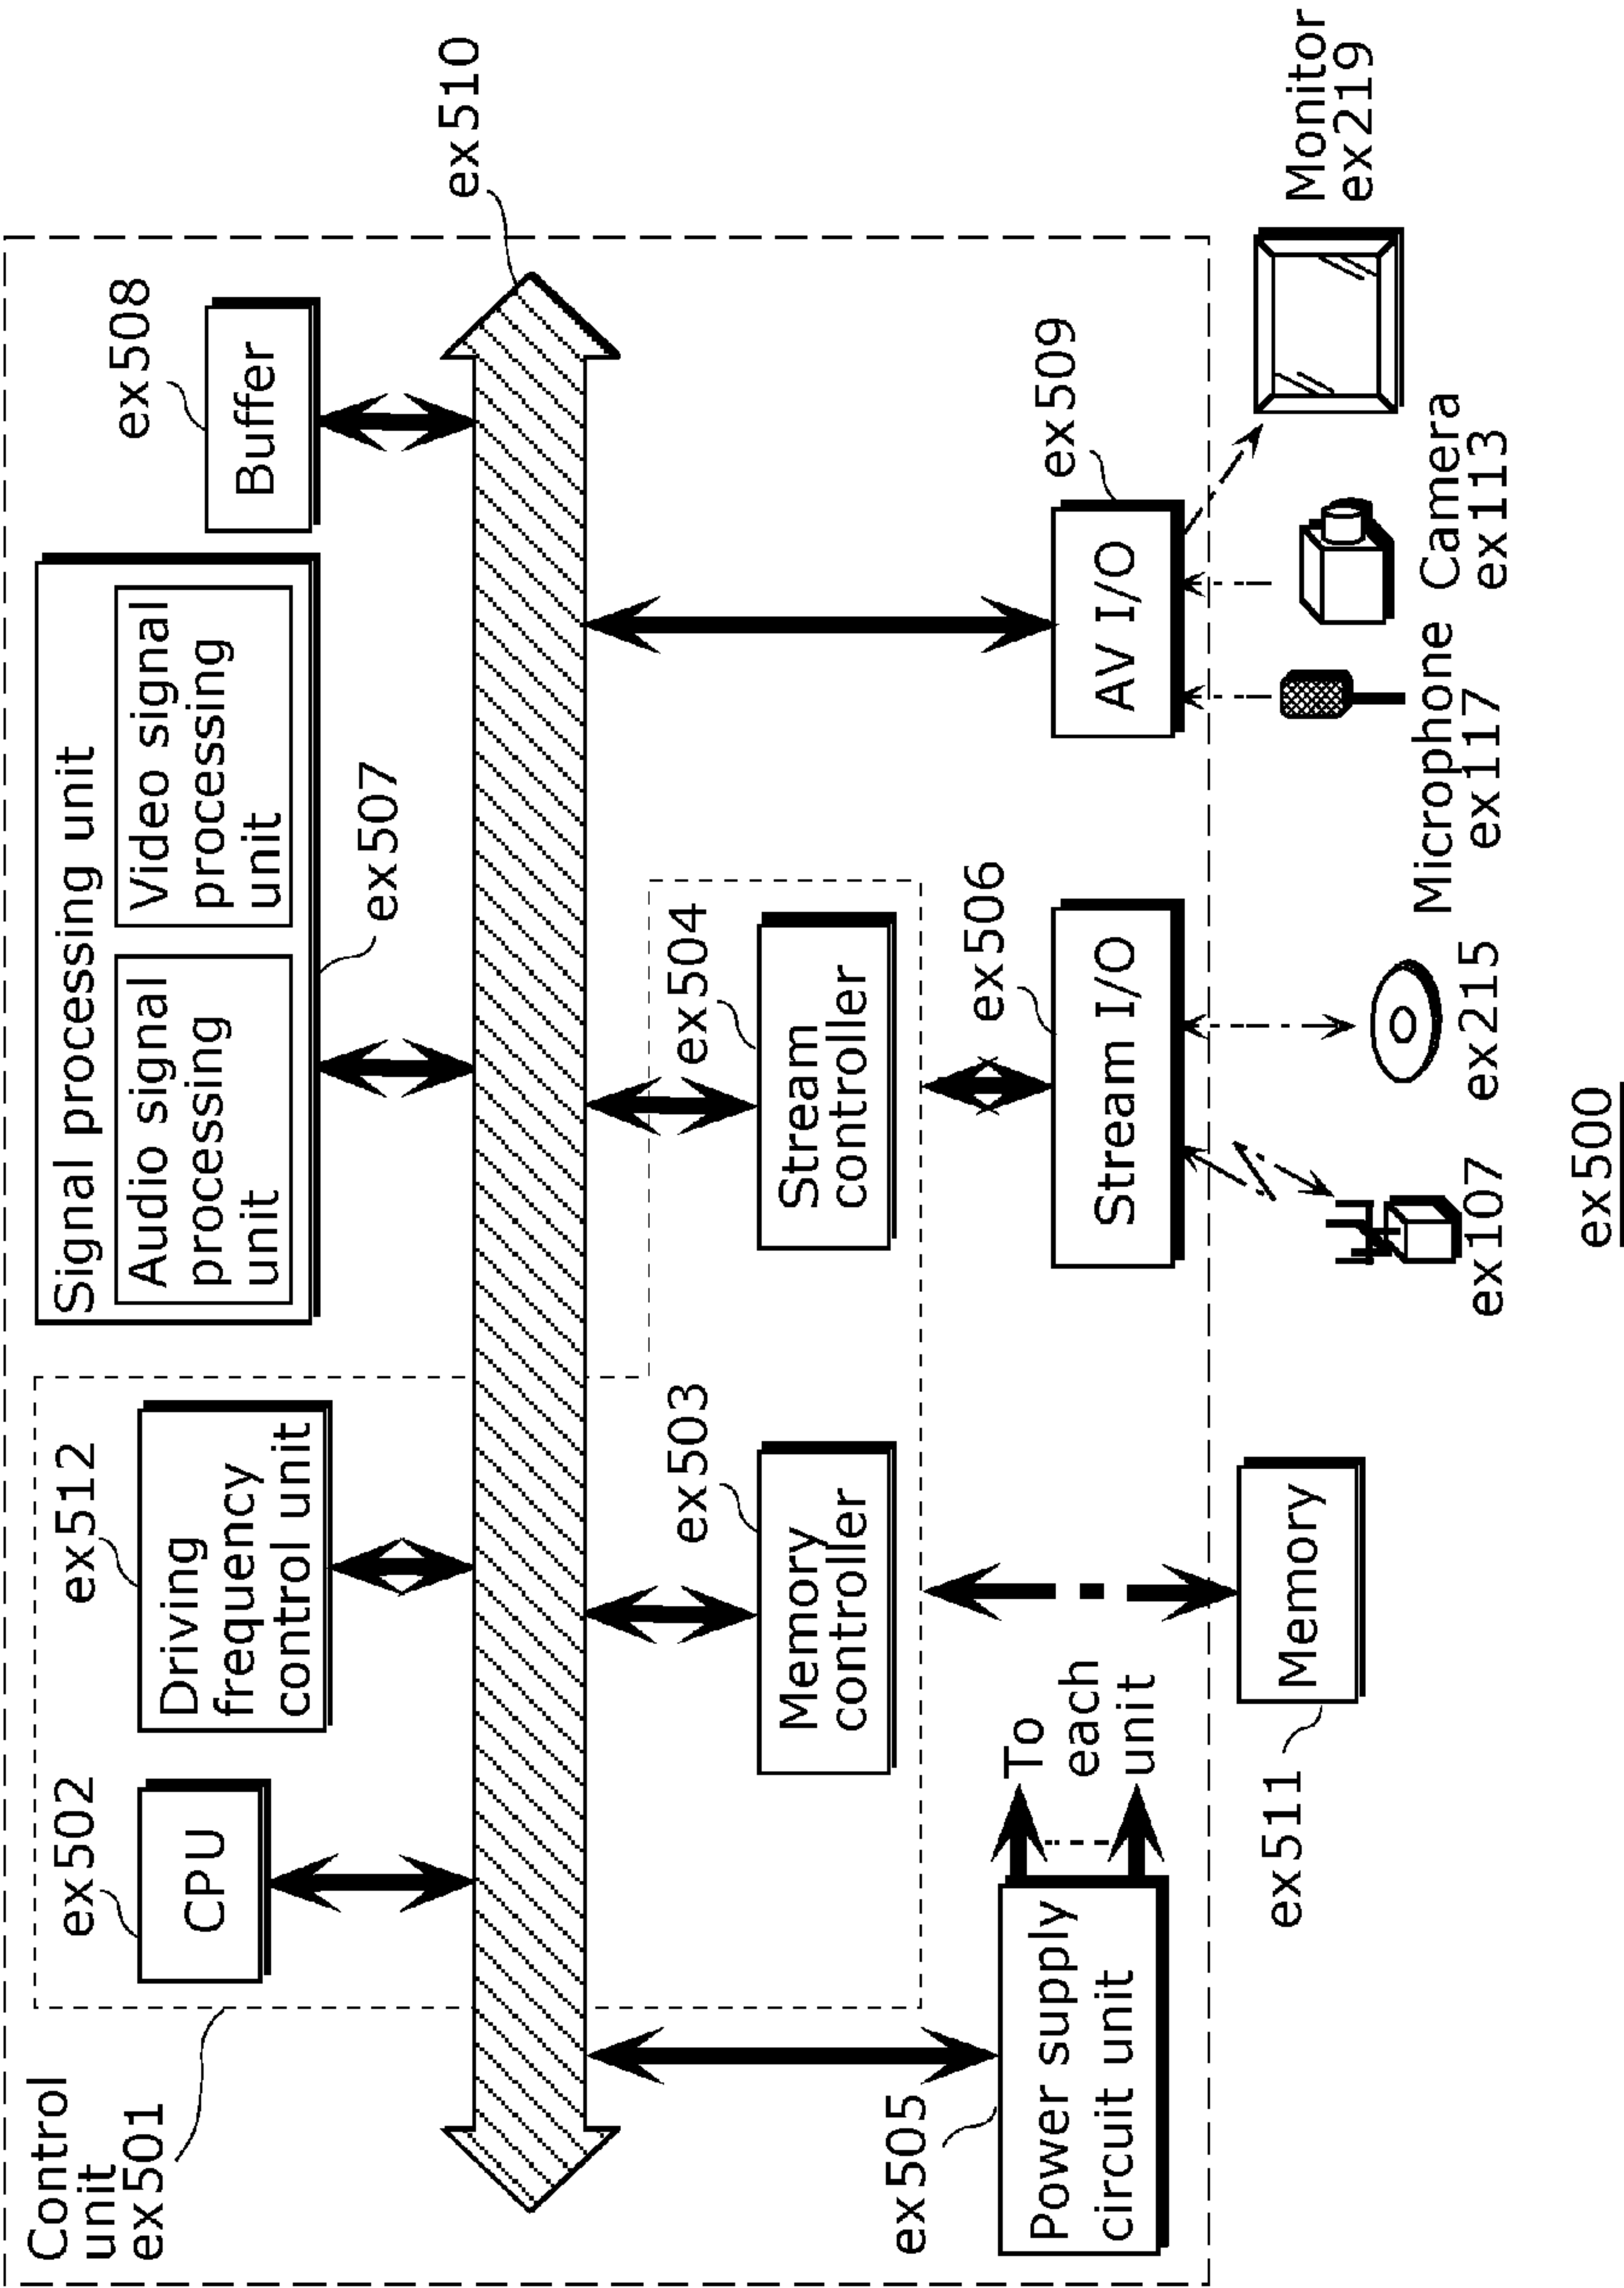 Control
unit
ex501
ex502
CPU
ex512
Driving
frequency
control unit
Signal processing unit
Audio signal
processing
unit
Video signal
processing
unit
ex507
ex508
Buffer
ex510
ex503
Memory
controller
ex504
Stream
controller
ex505
Power supply
circuit unit
To
each
unit
ex506
Stream I/O
ex509
AV I/O
ex511
Memory
ex107
ex215
Microphone
ex117
Camera
ex113
Monitor
ex219
ex500